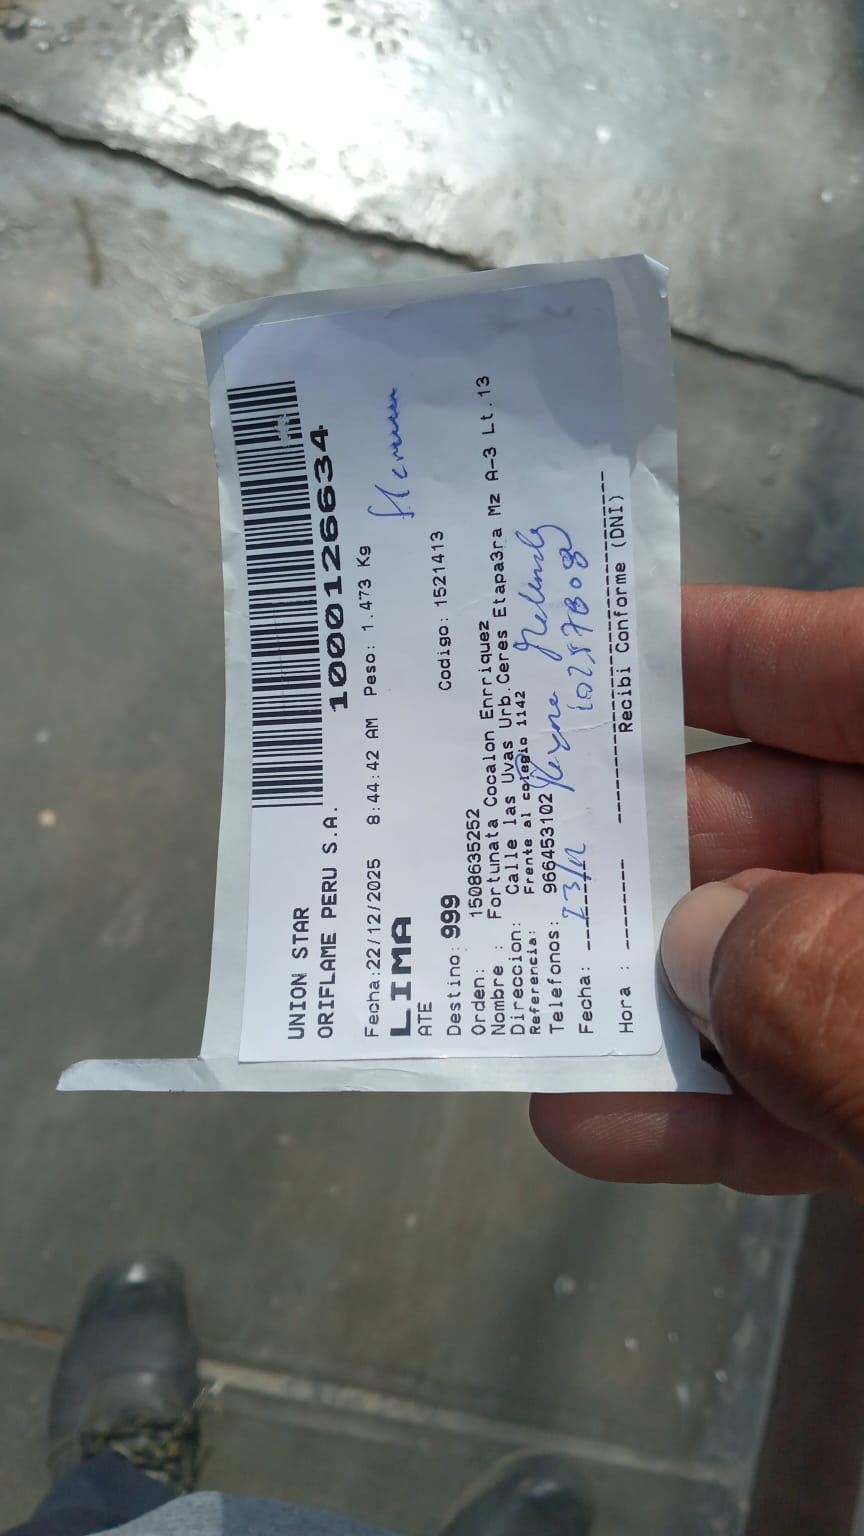 UNION STAR
ORIFLAME PERU S.A.
1000126634
Fecha:22/12/2025 8:44:42 AM Peso: 1.473 Kg
LIMA
ATE
Destino: 999 Codigo: 1521413
Orden: 1508635252
Nombre : Fortunata Cocalon Enrriquez
Direccion: Calle las Uvas Urb.Ceres Etapa3ra Mz A-3 Lt.13
Referencia: Frente al colegio 1142
Telefonos: 966453102
Fecha: 23/12
Hora :
Recibi Conforme (DNI)